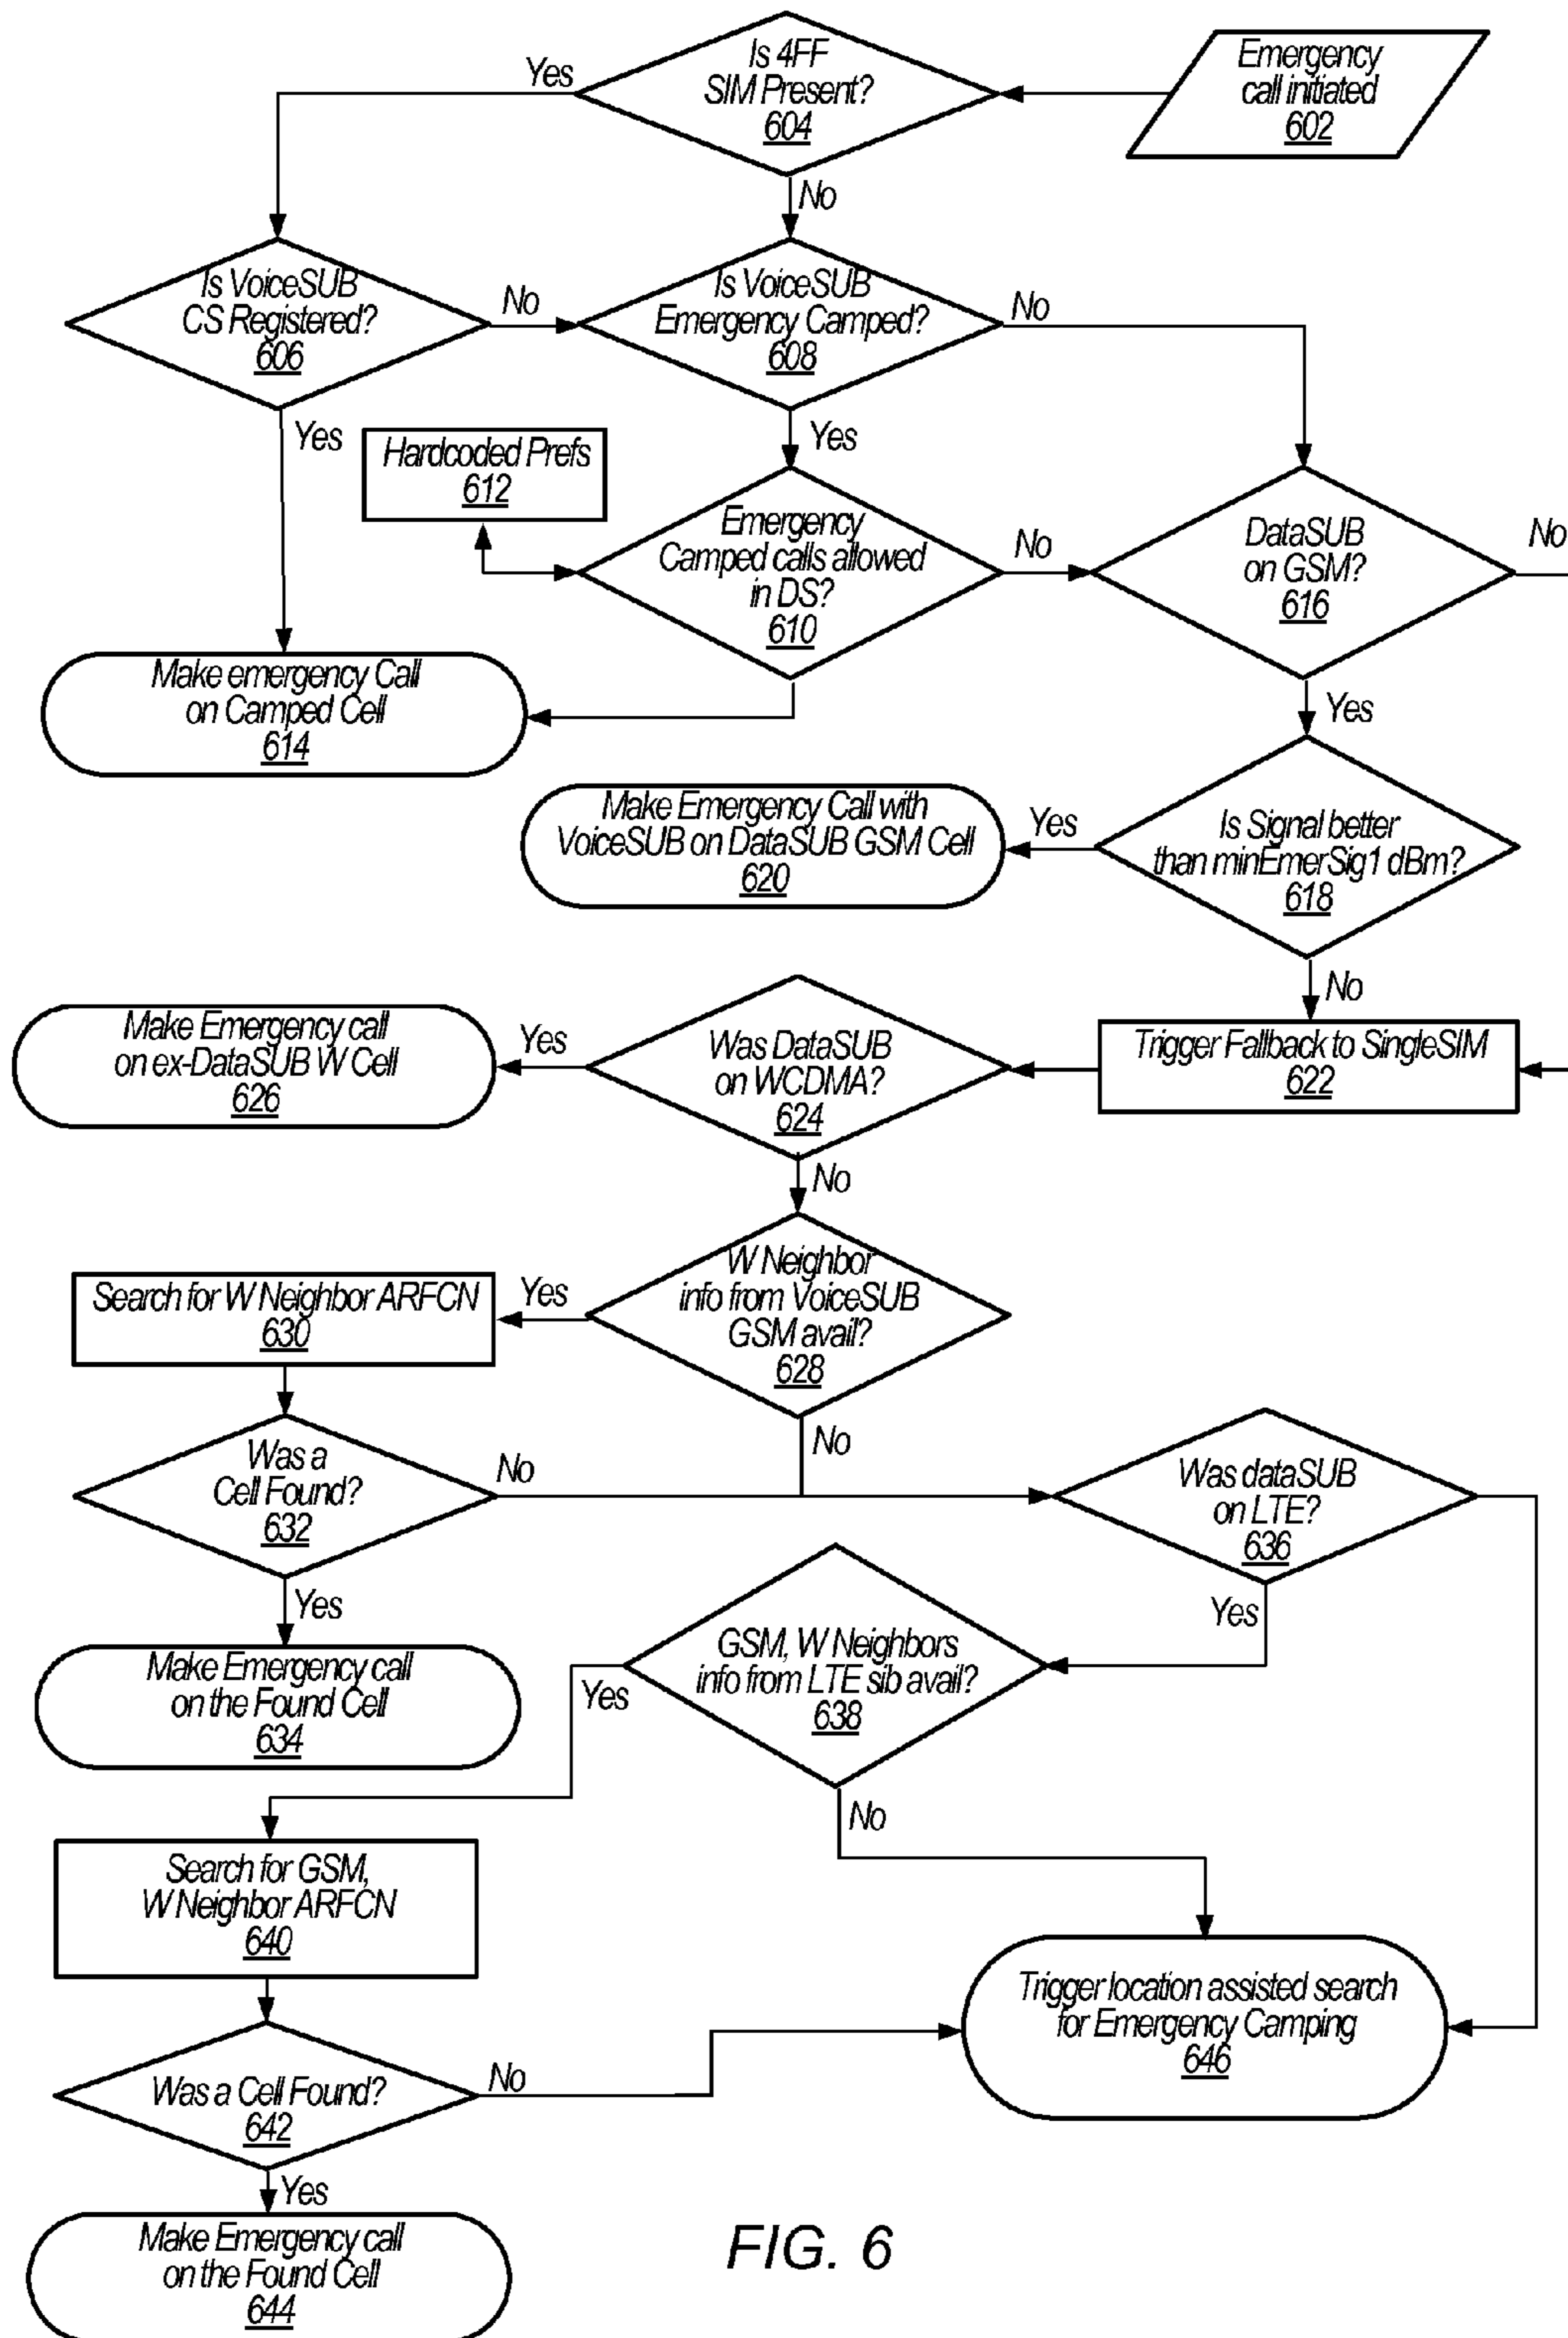 Is 4FF
SIM Present?
604
Emergency
call initiated
602
Yes
No
Is VoiceSUB
CS Registered?
606
No
Is VoiceSUB
Emergency Camped?
608
No
Yes
Yes
Hardcoded Prefs
612
Emergency
Camped calls allowed
in DS?
610
No
DataSUB
on GSM?
616
No
Make emergency Call
on Camped Cell
614
Yes
Make Emergency Call with
VoiceSUB on DataSUB GSM Cell
620
Yes
Is Signal better
than minEmerSig1 dBm?
618
No
Make Emergency call
on ex-DataSUB W Cell
626
Yes
Was DataSUB
on WCDMA?
624
Trigger Fallback to SingleSIM
622
No
Search for W Neighbor ARFCN
630
Yes
W Neighbor
info from VoiceSUB
GSM avail?
628
No
Was a
Cell Found?
632
No
Was dataSUB
on LTE?
636
Yes
Yes
Make Emergency call
on the Found Cell
634
GSM, W Neighbors
info from LTE sib avail?
638
Yes
No
Search for GSM,
W Neighbor ARFCN
640
Trigger location assisted search
for Emergency Camping
646
Was a Cell Found?
642
No
Yes
Make Emergency call
on the Found Cell
644
FIG. 6